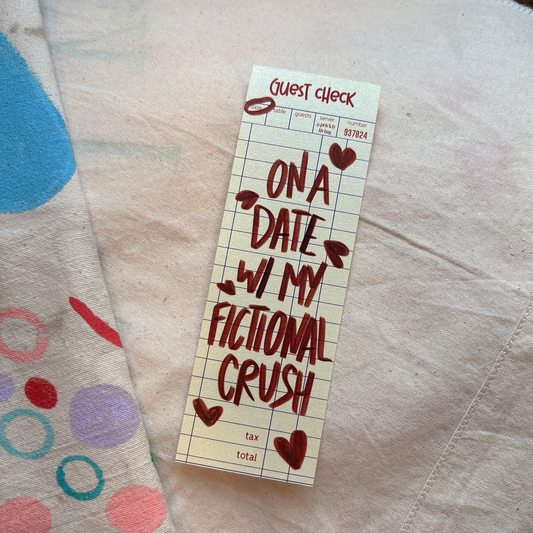 GUEST CHECK
date table guests server number
937824
ON A
DATE
W/ MY
FICTIONAL
CRUSH
tax
total